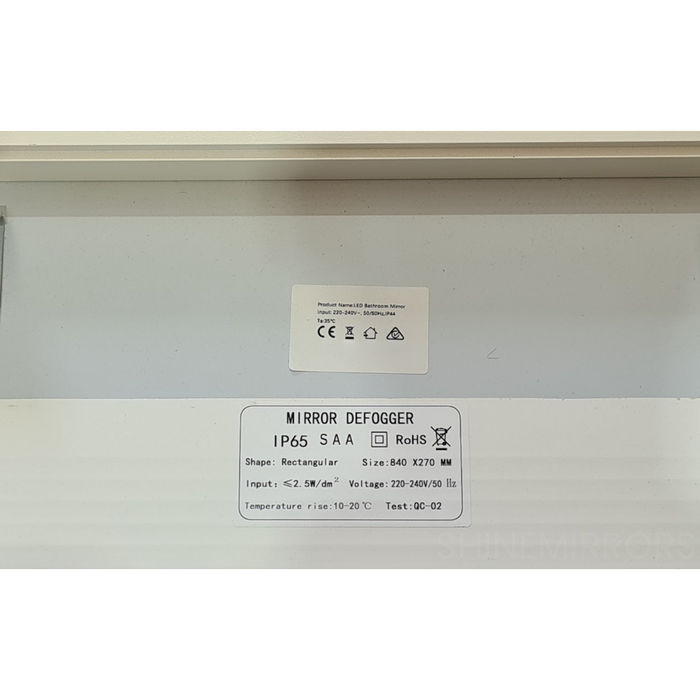 Product Name:LED Bathroom Mirror
Input: 220-240V~, 50/60Hz,IP44
Ta:35°C
CE
MIRROR DEFOGGER
IP65 SAA RoHS
Shape: Rectangular Size:840 X270 MM
Input: ≤2.5W/dm² Voltage: 220-240V/50 Hz
Temperature rise:10-20℃ Test:QC-02
SHINEMIRRORS